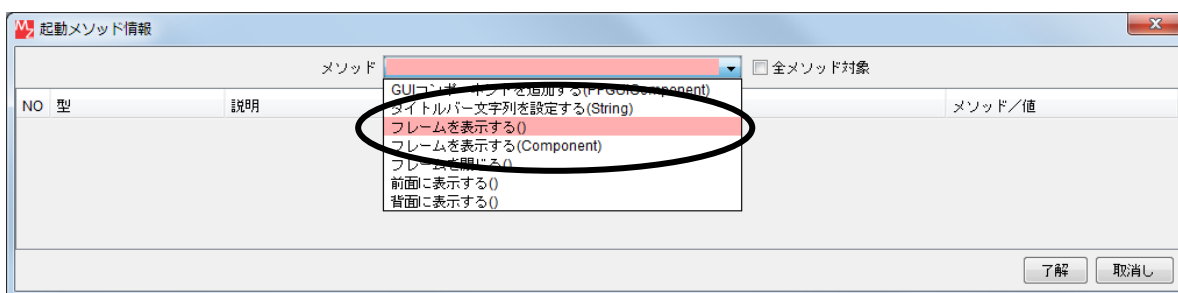 起動メソッド情報
メソッド
全メソッド対象
GUIコンポーネントを追加する(PFGUIComponent)
NO 型 説明 メソッド／値
タイトルバー文字列を設定する(String)
フレームを表示する()
フレームを表示する(Component)
フレームを閉じる()
前面に表示する()
背面に表示する()
了解 取消し